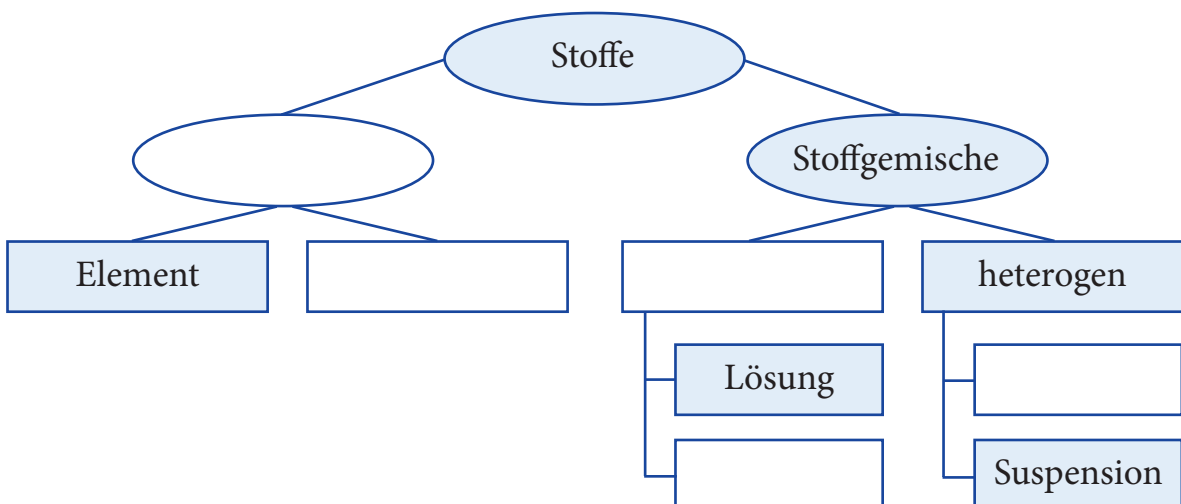 Stoffe
Stoffgemische
Element
heterogen
Lösung
Suspension